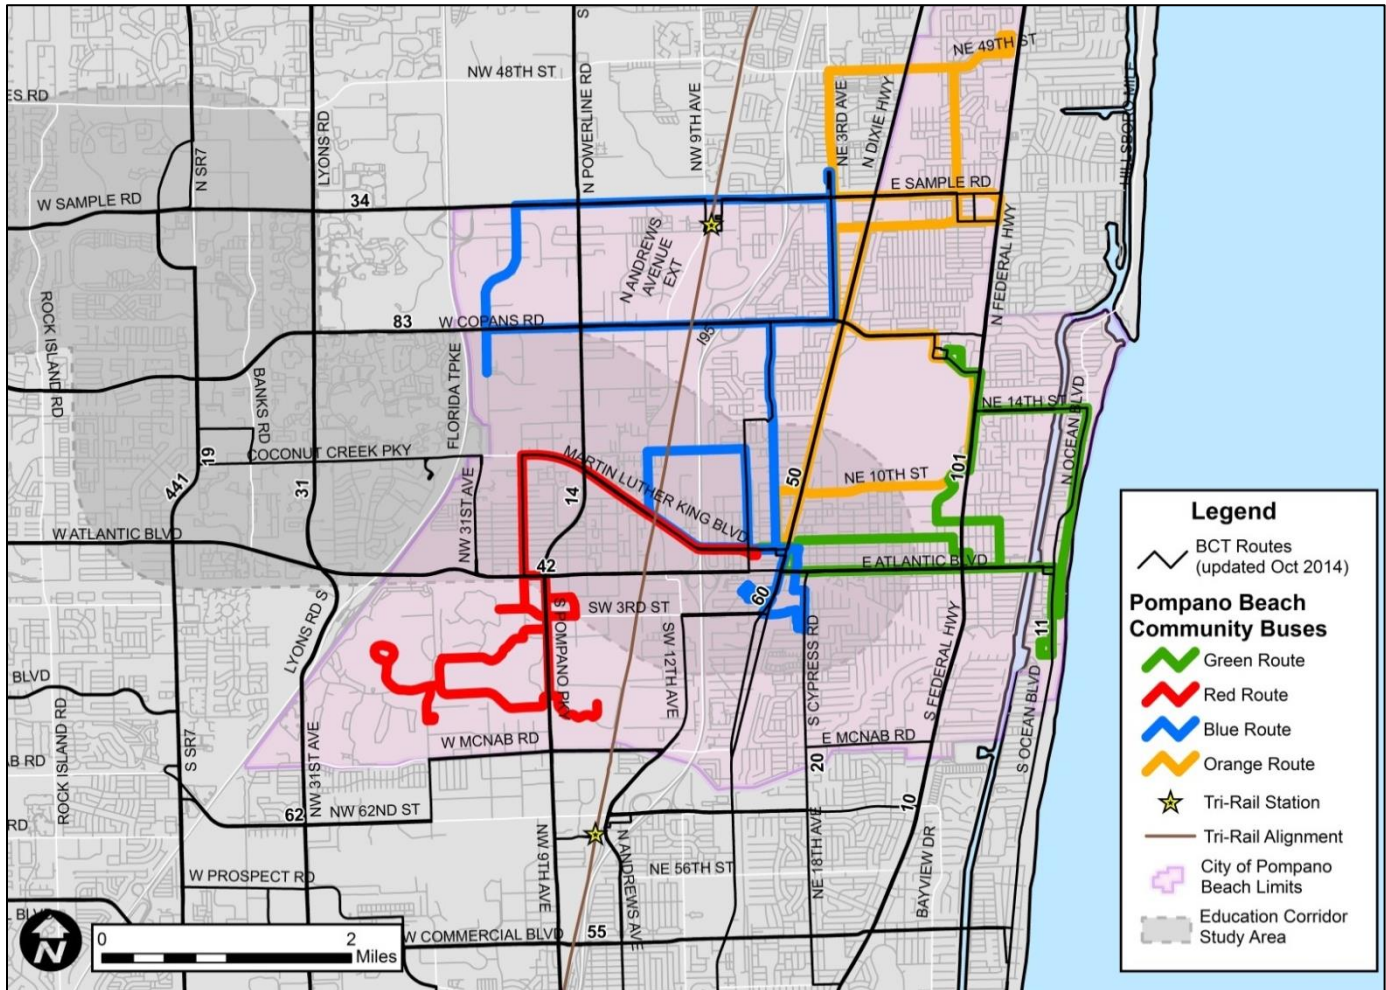 NE 49TH ST
NW 48TH ST
ES RD
N SR7
LYONS RD
N POWERLINE RD
S
NW 9TH AVE
NE 3RD AVE
N DIXIE HWY
HILLSBORO MILE
E SAMPLE RD
W SAMPLE RD
34
N ANDREWS
AVENUE
EXT
N FEDERAL HWY
ROCK ISLAND RD
83
W COPANS RD
I95
BANKS RD
FLORIDA TPKE
NE 14TH ST
N OCEAN BLVD
19
COCONUT CREEK PKY
441
31
14
MARTIN LUTHER KING BLVD
50
NE 10TH ST
101
NW 31ST AVE
W ATLANTIC BLVD
42
E ATLANTIC BLVD
60
SW 3RD ST
S POMPANO PKY
SW 12TH AVE
S CYPRESS RD
S FEDERAL HWY
11
LYONS RD S
BLVD
S OCEAN BLVD
W MCNAB RD
E MCNAB RD
AB RD
ROCK ISLAND RD
S SR7
NW 31ST AVE
20
62
NW 62ND ST
10
RD
NW 9TH AVE
N ANDREWS AVE
NE 56TH ST
NE 18TH AVE
BAYVIEW DR
W PROSPECT RD
L BLVD
W COMMERCIAL BLVD
55
N
0 2
Miles
Legend
BCT Routes
(updated Oct 2014)
Pompano Beach
Community Buses
Green Route
Red Route
Blue Route
Orange Route
Tri-Rail Station
Tri-Rail Alignment
City of Pompano
Beach Limits
Education Corridor
Study Area